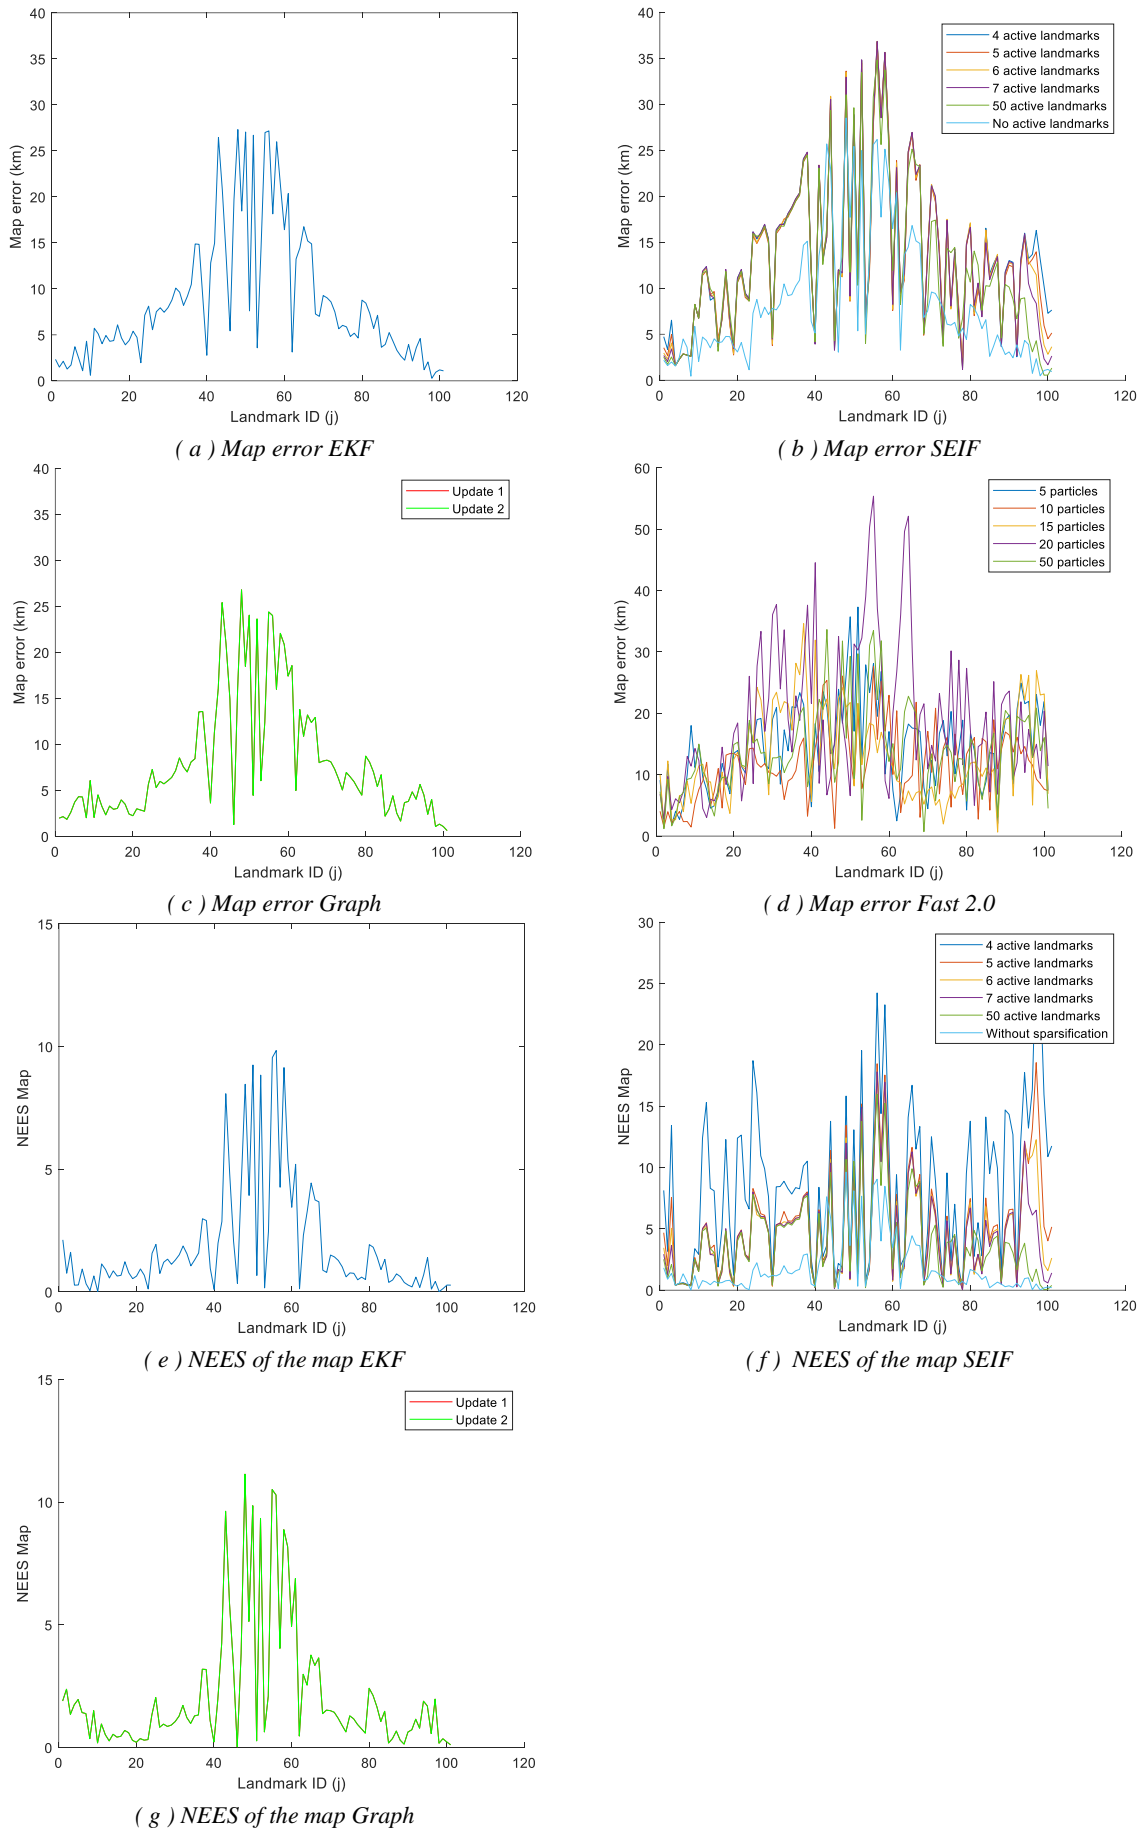 40
35
30
25
20
15
10
5
0
Map error (km)
0 20 40 60 80 100 120
Landmark ID (j)
( a ) Map error EKF
40
35
30
25
20
15
10
5
0
Map error (km)
4 active landmarks
5 active landmarks
6 active landmarks
7 active landmarks
50 active landmarks
No active landmarks
0 20 40 60 80 100 120
Landmark ID (j)
( b ) Map error SEIF
40
35
30
25
20
15
10
5
0
Map error (km)
Update 1
Update 2
0 20 40 60 80 100 120
Landmark ID (j)
( c ) Map error Graph
60
50
40
30
20
10
0
Map error (km)
5 particles
10 particles
15 particles
20 particles
50 particles
0 20 40 60 80 100 120
Landmark ID (j)
( d ) Map error Fast 2.0
15
10
5
0
NEES Map
0 20 40 60 80 100 120
Landmark ID (j)
( e ) NEES of the map EKF
30
25
20
15
10
5
0
NEES Map
4 active landmarks
5 active landmarks
6 active landmarks
7 active landmarks
50 active landmarks
Without sparsification
0 20 40 60 80 100 120
Landmark ID (j)
( f ) NEES of the map SEIF
15
10
5
0
NEES Map
Update 1
Update 2
0 20 40 60 80 100 120
Landmark ID (j)
( g ) NEES of the map Graph